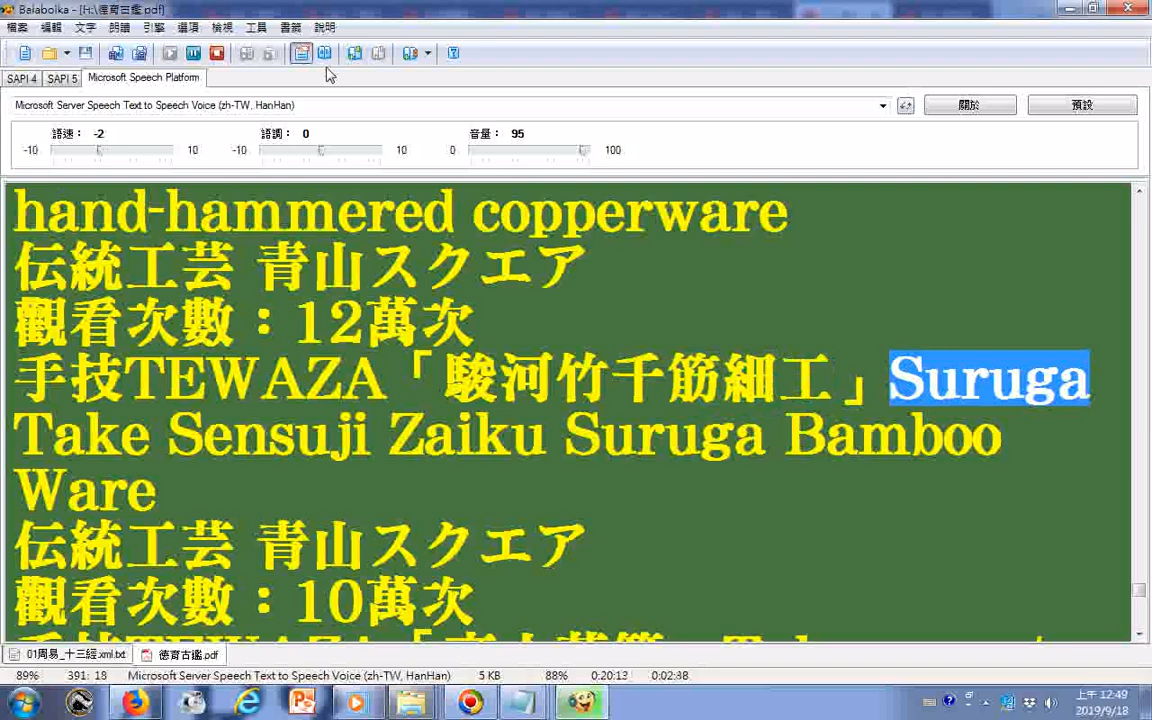 Balabolka - [H:\德育古鑑.pdf]
檔案 編輯 文字 朗讀 引擎 選項 檢視 工具 書籤 說明
SAPI 4 SAPI 5 Microsoft Speech Platform
Microsoft Server Speech Text to Speech Voice (zh-TW, HanHan) 關於 預設
語速： -2 語調： 0 音量： 95
-10 10 -10 10 0 100
hand-hammered copperware
伝統工芸 青山スクエア
觀看次數：12萬次
手技TEWAZA「駿河竹千筋細工」Suruga
Take Sensuji Zaiku Suruga Bamboo
Ware
伝統工芸 青山スクエア
觀看次數：10萬次
手技TEWAZA「
01周易_十三經.xml.txt 德育古鑑.pdf
89% 391: 18 Microsoft Server Speech Text to Speech Voice (zh-TW, HanHan) 5 KB 88% 0:20:13 0:02:38
上午 12:49
2019/9/18